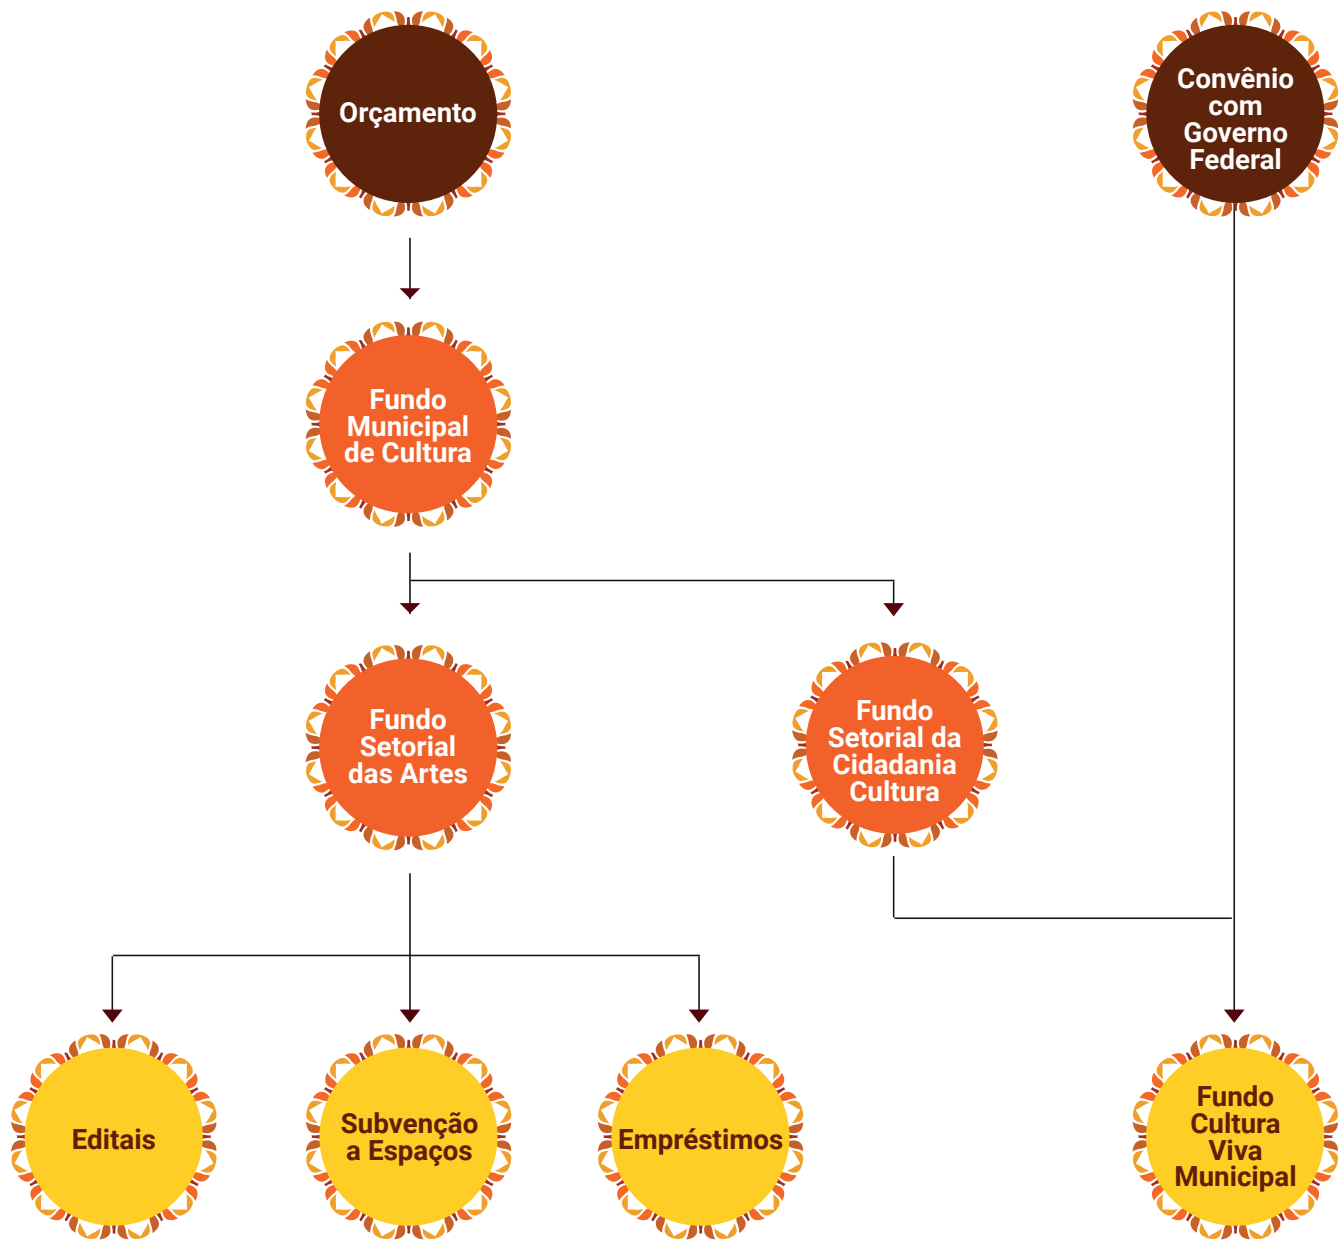 Orçamento
Convênio
com
Governo
Federal
Fundo
Municipal
de Cultura
Fundo
Setorial
das Artes
Fundo
Setorial da
Cidadania
Cultura
Editais
Subvenção
a Espaços
Empréstimos
Fundo
Cultura
Viva
Municipal